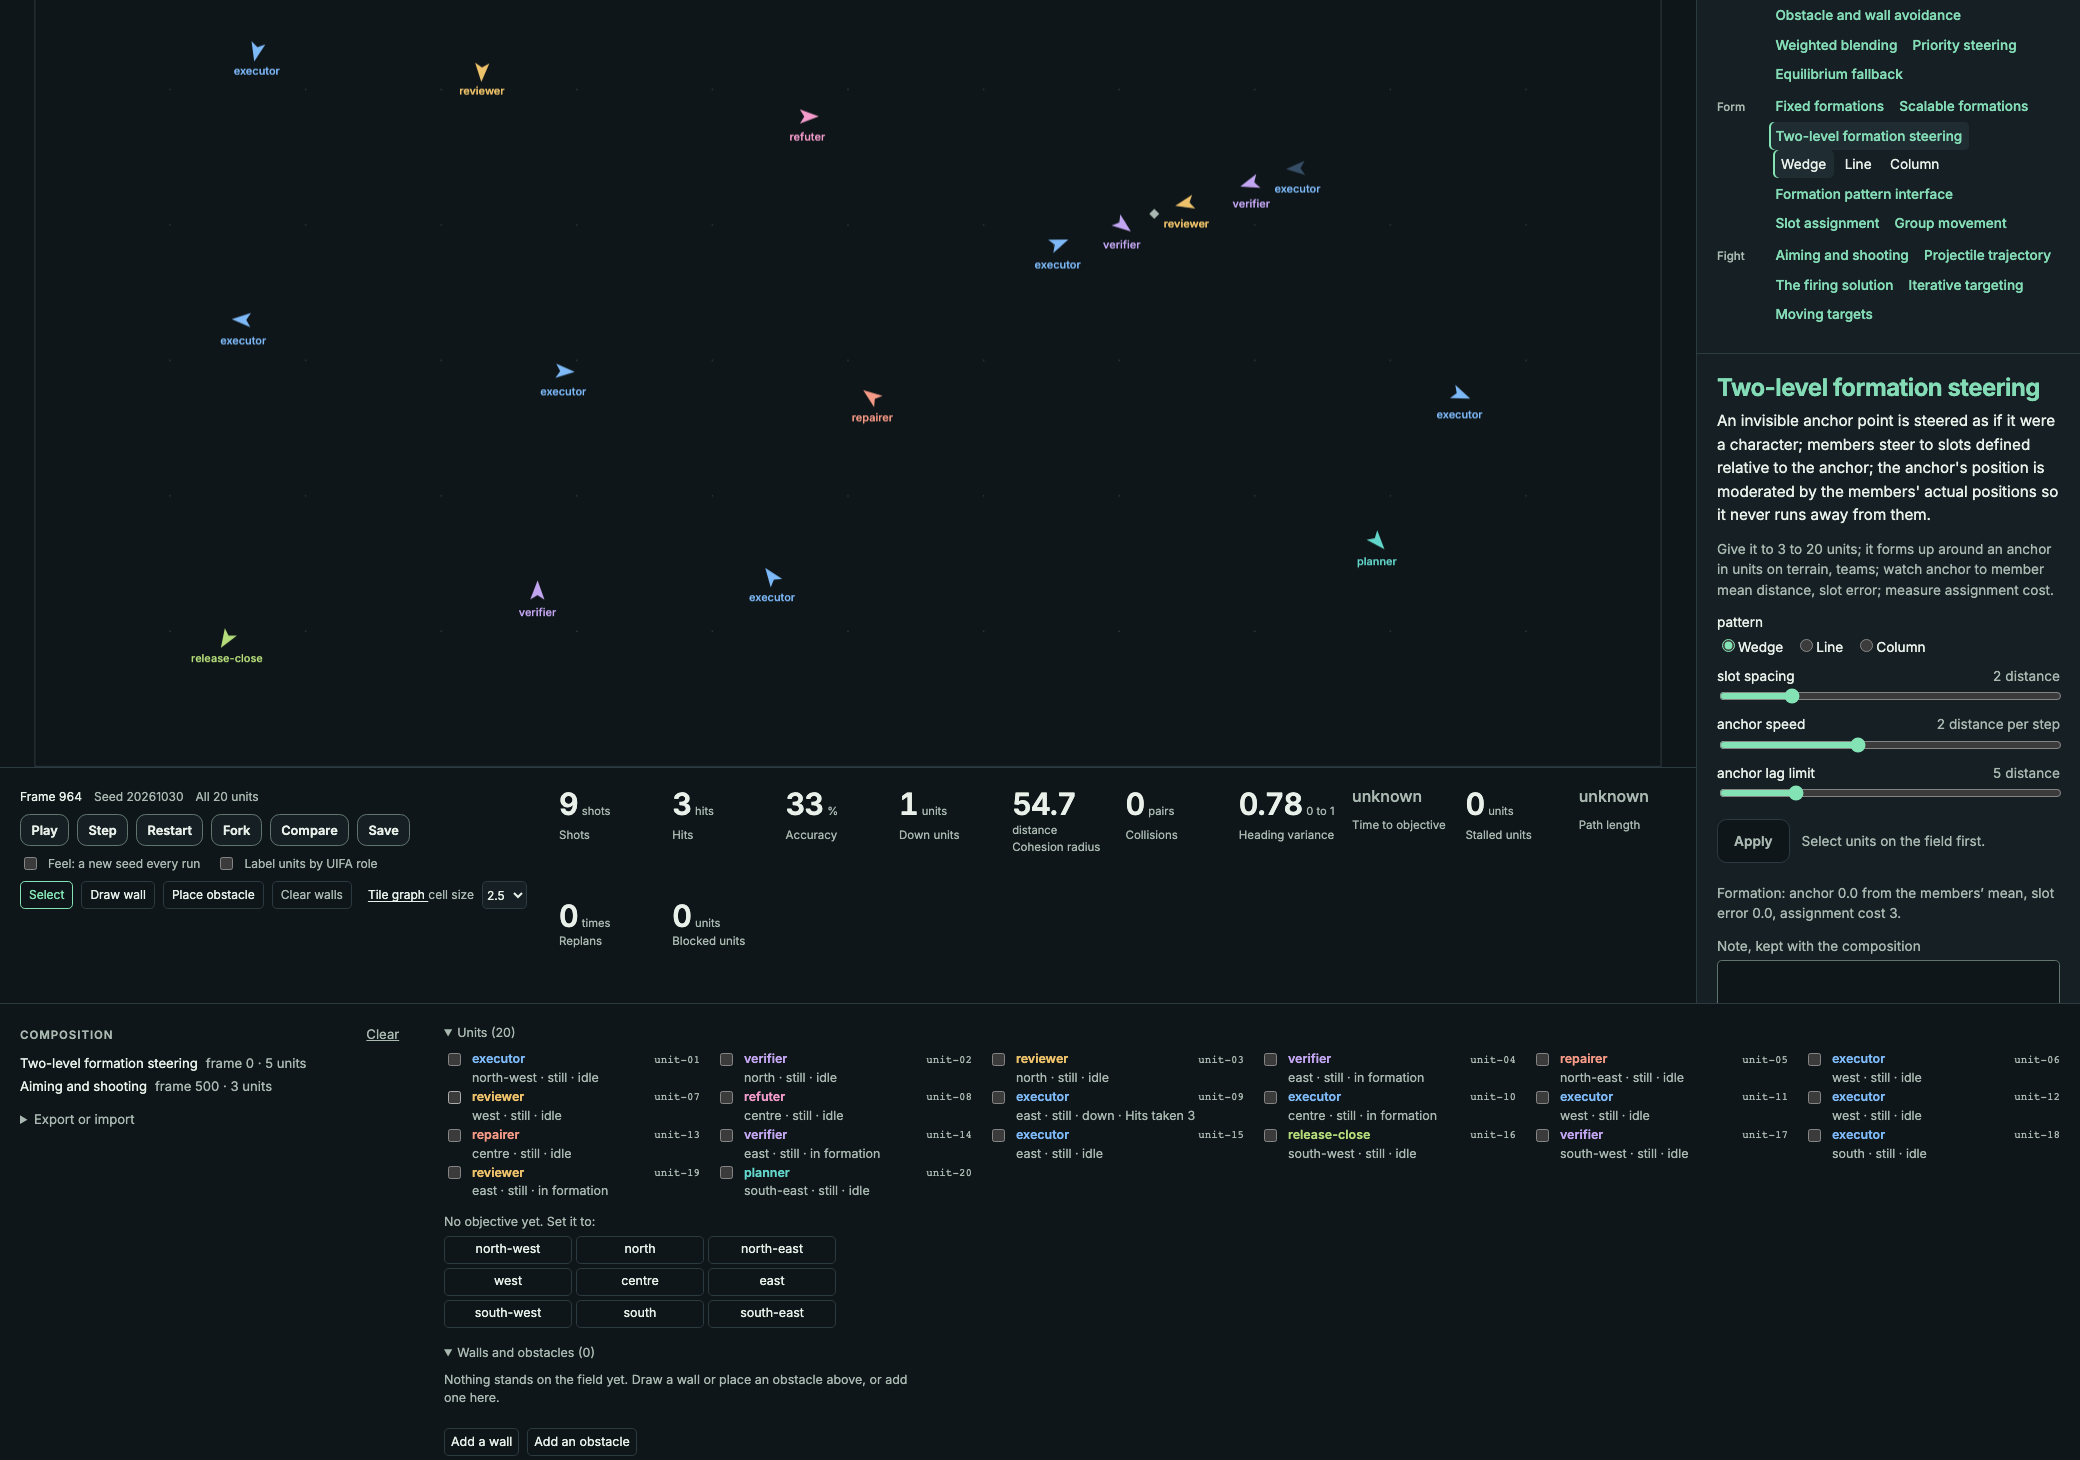 executor
reviewer
refuter
executor
verifier
reviewer
verifier
executor
executor
executor
repairer
executor
planner
executor
verifier
release-close
Obstacle and wall avoidance
Weighted blending Priority steering
Equilibrium fallback
Form Fixed formations Scalable formations
Two-level formation steering
Wedge Line Column
Formation pattern interface
Slot assignment Group movement
Fight Aiming and shooting Projectile trajectory
The firing solution Iterative targeting
Moving targets
Two-level formation steering
An invisible anchor point is steered as if it were
a character; members steer to slots defined
relative to the anchor; the anchor's position is
moderated by the members' actual positions so
it never runs away from them.
Give it to 3 to 20 units; it forms up around an anchor
in units on terrain, teams; watch anchor to member
mean distance, slot error; measure assignment cost.
pattern
Wedge Line Column
slot spacing 2 distance
anchor speed 2 distance per step
anchor lag limit 5 distance
Apply Select units on the field first.
Formation: anchor 0.0 from the members’ mean, slot
error 0.0, assignment cost 3.
Note, kept with the composition
Frame 964 Seed 20261030 All 20 units
Play Step Restart Fork Compare Save
Feel: a new seed every run Label units by UIFA role
Select Draw wall Place obstacle Clear walls Tile graph cell size 2.5
9 shots
Shots
3 hits
Hits
33 %
Accuracy
1 units
Down units
54.7
distance
Cohesion radius
0 pairs
Collisions
0.78 0 to 1
Heading variance
unknown
Time to objective
0 units
Stalled units
unknown
Path length
0 times
Replans
0 units
Blocked units
COMPOSITION Clear
Two-level formation steering frame 0 · 5 units
Aiming and shooting frame 500 · 3 units
Export or import
Units (20)
executor unit-01 verifier unit-02 reviewer unit-03 verifier unit-04 repairer unit-05 executor unit-06
north-west · still · idle north · still · idle north · still · idle east · still · in formation north-east · still · idle west · still · idle
reviewer unit-07 refuter unit-08 executor unit-09 executor unit-10 executor unit-11 executor unit-12
west · still · idle centre · still · idle east · still · down · Hits taken 3 centre · still · in formation west · still · idle west · still · idle
repairer unit-13 verifier unit-14 executor unit-15 release-close unit-16 verifier unit-17 executor unit-18
centre · still · idle east · still · in formation east · still · idle south-west · still · idle south-west · still · idle south · still · idle
reviewer unit-19 planner unit-20
east · still · in formation south-east · still · idle
No objective yet. Set it to:
north-west north north-east
west centre east
south-west south south-east
Walls and obstacles (0)
Nothing stands on the field yet. Draw a wall or place an obstacle above, or add
one here.
Add a wall Add an obstacle